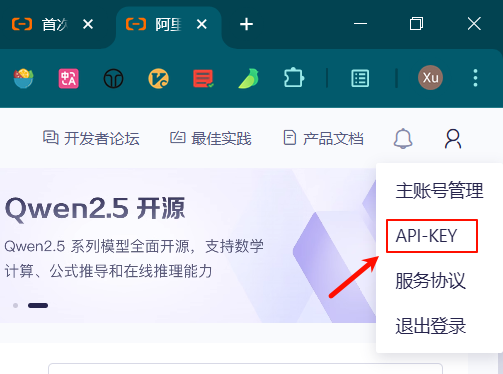 首次
阿里
Xu
开发者论坛
最佳实践
产品文档
主账号管理
Qwen2.5 开源
API-KEY
Qwen2.5 系列模型全面开源，支持数学
计算、公式推导和在线推理能力
服务协议
退出登录